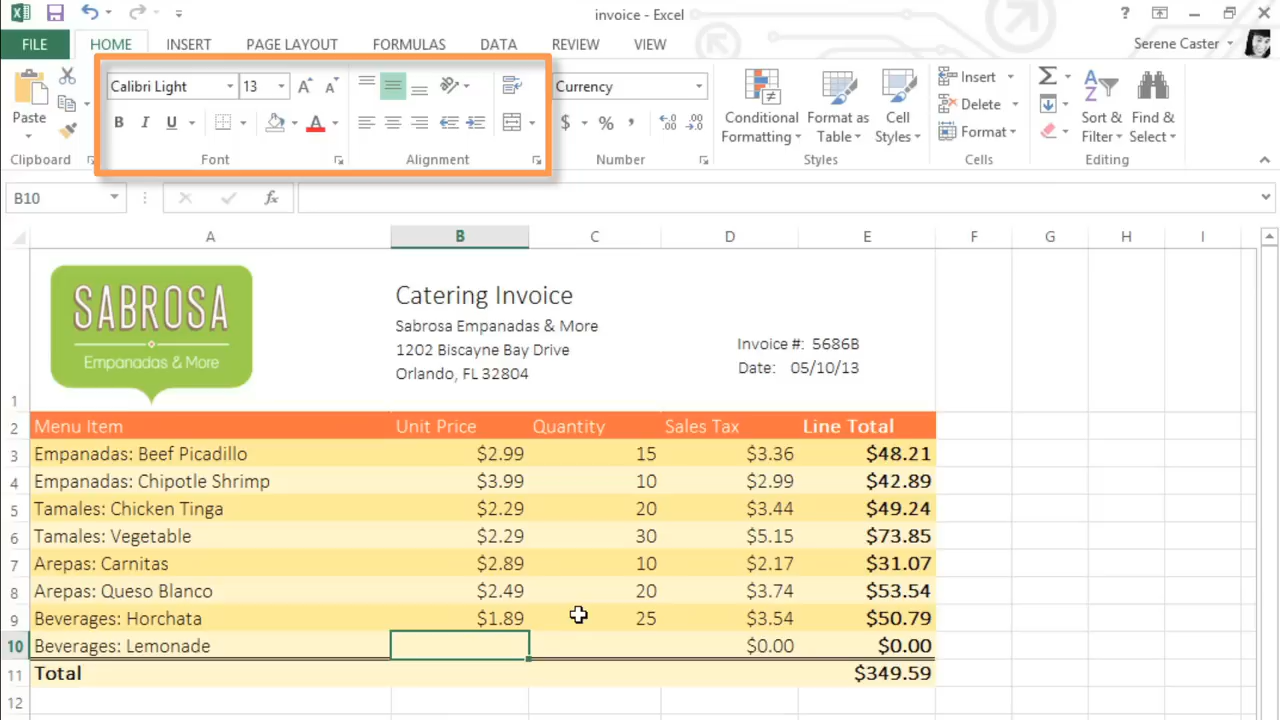 invoice - Excel
?
Serene Caster
FILE HOME INSERT PAGE LAYOUT FORMULAS DATA REVIEW VIEW
Paste
Clipboard
Calibri Light 13 A A
B I U A
Font
ab
Alignment
Currency
$ % , .0 .00 .00 .0
Number
Conditional Formatting
Format as Table
Cell Styles
Styles
Insert
Delete
Format
Cells
Σ
A Z
Sort & Filter
Find & Select
Editing
B10 fx
A B C D E F G H I
1
SABROSA
Empanadas & More
Catering Invoice
Sabrosa Empanadas & More
1202 Biscayne Bay Drive
Orlando, FL 32804
Invoice #: 5686B
Date: 05/10/13
2 Menu Item Unit Price Quantity Sales Tax Line Total
3 Empanadas: Beef Picadillo $2.99 15 $3.36 $48.21
4 Empanadas: Chipotle Shrimp $3.99 10 $2.99 $42.89
5 Tamales: Chicken Tinga $2.29 20 $3.44 $49.24
6 Tamales: Vegetable $2.29 30 $5.15 $73.85
7 Arepas: Carnitas $2.89 10 $2.17 $31.07
8 Arepas: Queso Blanco $2.49 20 $3.74 $53.54
9 Beverages: Horchata $1.89 25 $3.54 $50.79
10 Beverages: Lemonade $0.00 $0.00
11 Total $349.59
12